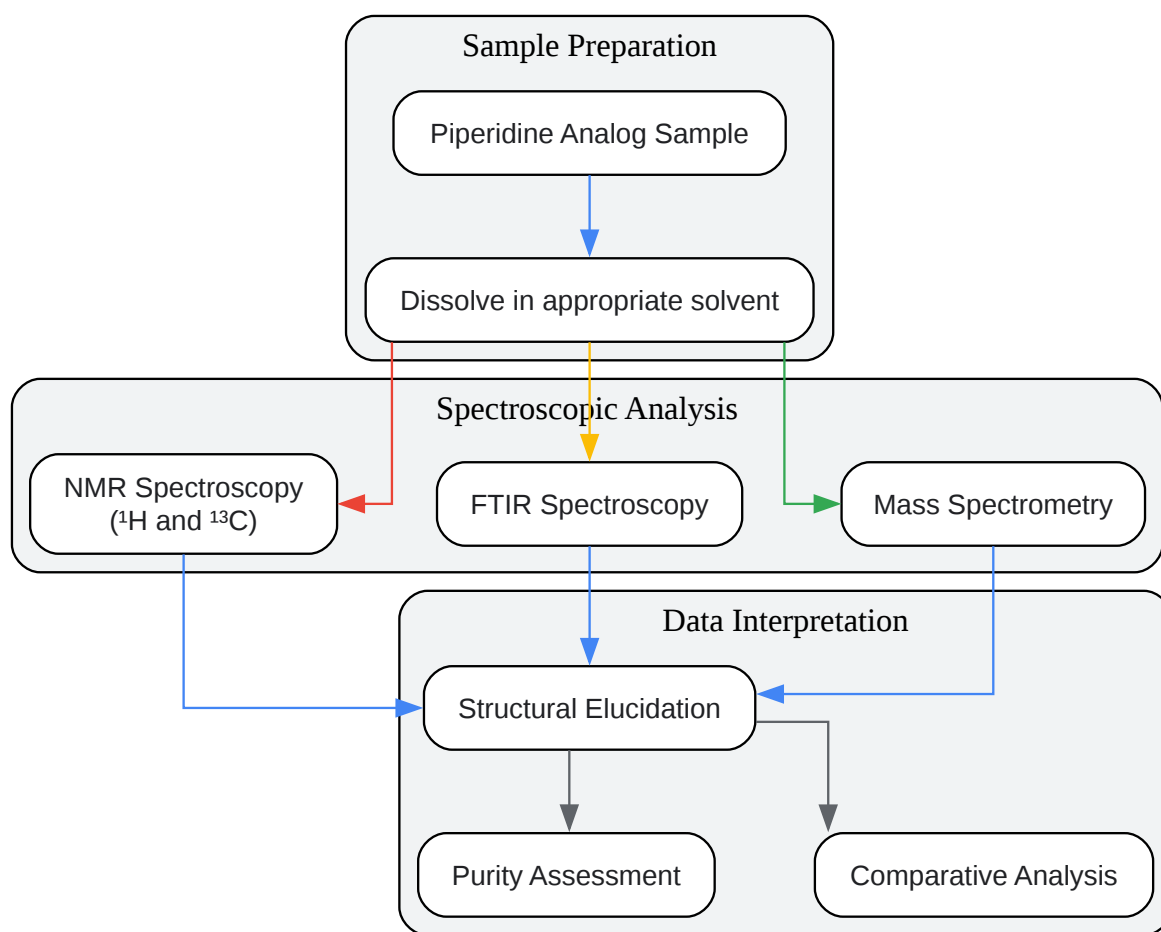 Sample Preparation
Piperidine Analog Sample
Dissolve in appropriate solvent
Spectroscopic Analysis
NMR Spectroscopy
(¹H and ¹³C)
FTIR Spectroscopy
Mass Spectrometry
Data Interpretation
Structural Elucidation
Purity Assessment
Comparative Analysis